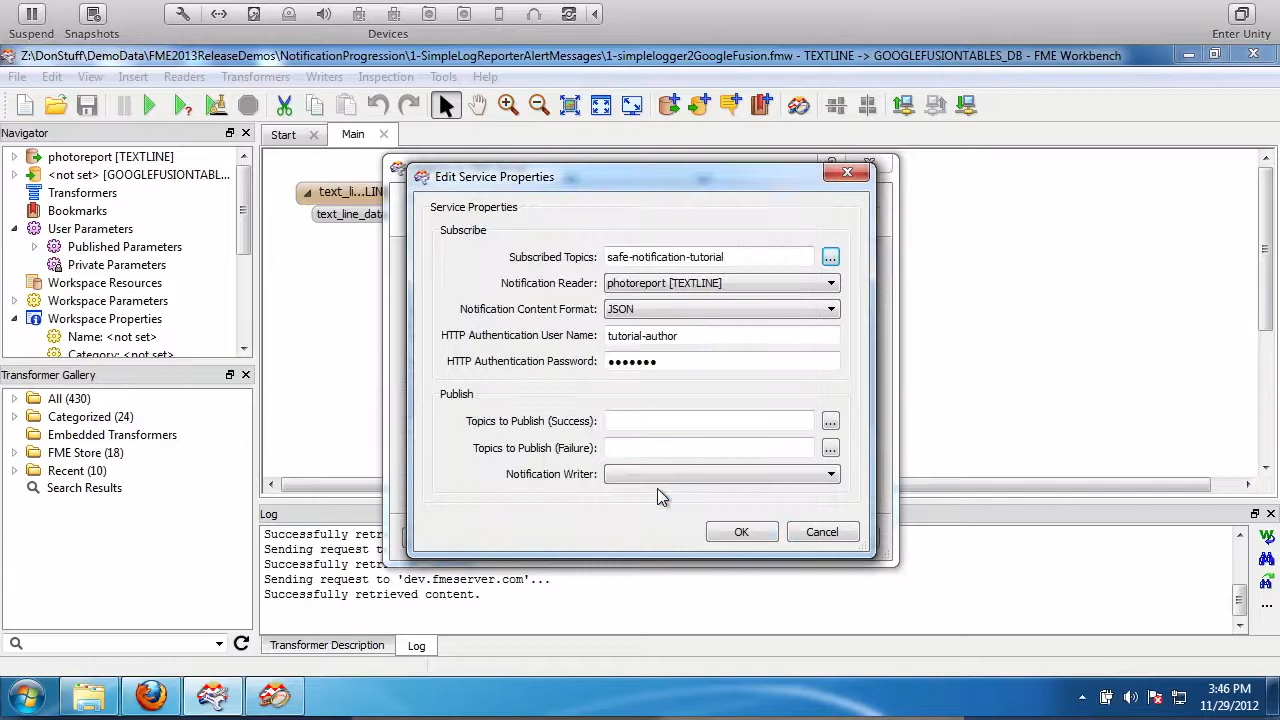 Suspend
Snapshots
Devices
Enter Unity
Z:\DonStuff\DemoData\FME2013ReleaseDemos\NotificationProgression\1-SimpleLogReporterAlertMessages\1-simplelogger2GoogleFusion.fmw - TEXTLINE -> GOOGLEFUSIONTABLES_DB - FME Workbench
File Edit View Insert Readers Transformers Writers Inspection Tools Help
Navigator
photoreport [TEXTLINE]
<not set> [GOOGLEFUSIONTABL...
Transformers
Bookmarks
User Parameters
Published Parameters
Private Parameters
Workspace Resources
Workspace Parameters
Workspace Properties
Name: <not set>
Category: <not set>
Transformer Gallery
All (430)
Categorized (24)
Embedded Transformers
FME Store (18)
Recent (10)
Search Results
Start
Main
text_li...LIN
text_line_data
Edit Service Properties
Service Properties
Subscribe
Subscribed Topics: safe-notification-tutorial ...
Notification Reader: photoreport [TEXTLINE]
Notification Content Format: JSON
HTTP Authentication User Name: tutorial-author
HTTP Authentication Password: ●●●●●●●
Publish
Topics to Publish (Success): ...
Topics to Publish (Failure): ...
Notification Writer:
OK Cancel
Log
Successfully retri
Sending request t
Successfully retr
Sending request to 'dev.fmeserver.com'...
Successfully retrieved content.
Transformer Description
Log
3:46 PM
11/29/2012